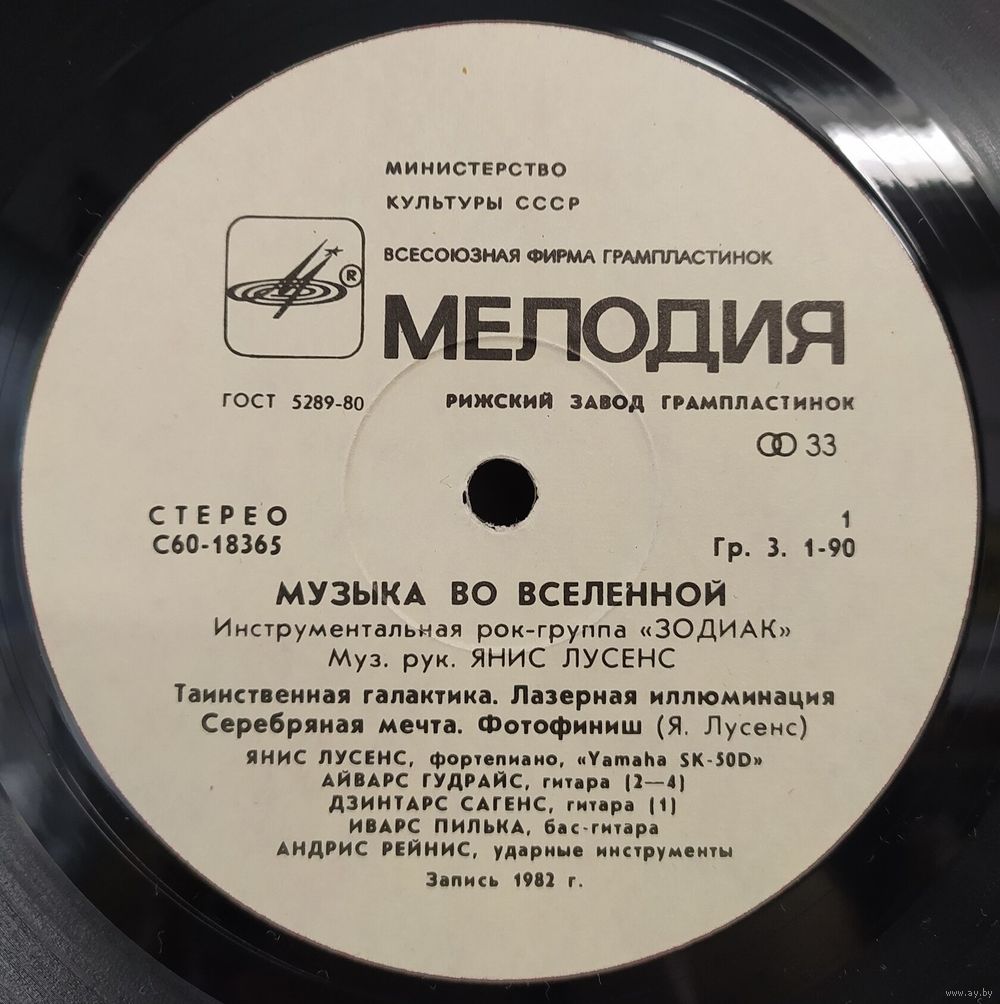 МИНИСТЕРСТВО
КУЛЬТУРЫ СССР
ВСЕСОЮЗНАЯ ФИРМА ГРАМПЛАСТИНОК
®
МЕЛОДИЯ
ГОСТ 5289-80
РИЖСКИЙ ЗАВОД ГРАМПЛАСТИНОК
33
СТЕРЕО
1
С60-18365
Гр. 3. 1-90
МУЗЫКА ВО ВСЕЛЕННОЙ
Инструментальная рок-группа «ЗОДИАК»
Муз. рук. ЯНИС ЛУСЕНС
Таинственная галактика. Лазерная иллюминация
Серебряная мечта. Фотофиниш (Я. Лусенс)
ЯНИС ЛУСЕНС, фортепиано, «Yamaha SK-50D»
АЙВАРС ГУДРАЙС, гитара (2—4)
ДЗИНТАРС САГЕНС, гитара (1)
ИВАРС ПИЛЬКА, бас-гитара
АНДРИС РЕЙНИС, ударные инструменты
Запись 1982 г.
www.ay.by